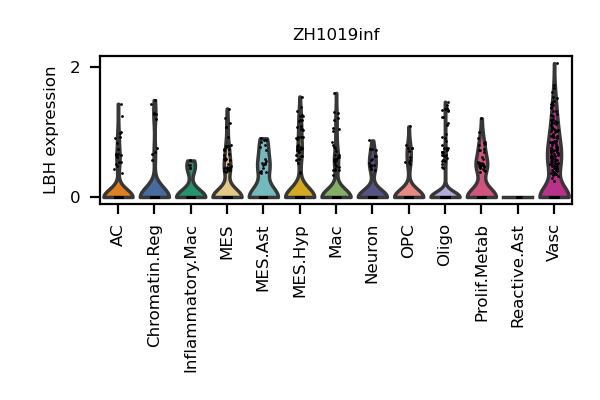 ZH1019inf
LBH expression
2
0
AC
Chromatin.Reg
Inflammatory.Mac
MES
MES.Ast
MES.Hyp
Mac
Neuron
OPC
Oligo
Prolif.Metab
Reactive.Ast
Vasc